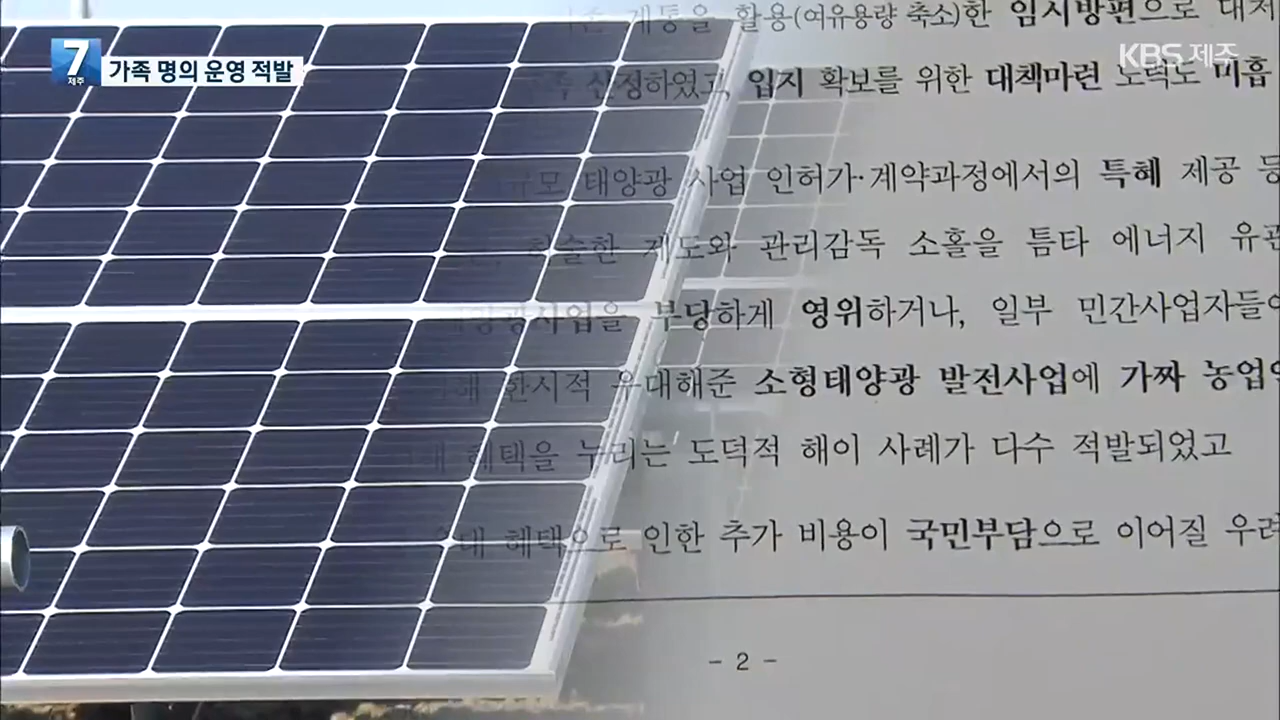 7 제주
가족 명의 운영 적발
KBS 제주
계통을 활용(여유용량 축소)한 임시방편으로 대처
산정하였고, 입지 확보를 위한 대책마련 노력도 미흡
태양광 사업 인허가·계약과정에서의 특혜 제공 등
허술한 제도와 관리감독 소홀을 틈타 에너지 유관
부당하게 영위하거나, 일부 민간사업자들이
한시적 우대해준 소형태양광 발전사업에 가짜 농업인
혜택을 누리는 도덕적 해이 사례가 다수 적발되었고
혜택으로 인한 추가 비용이 국민부담으로 이어질 우려
- 2 -